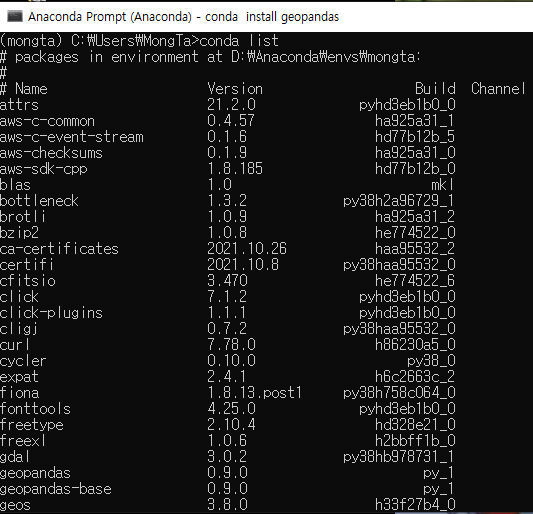 Anaconda Prompt (Anaconda) - conda  install geopandas
(mongta) C:₩Users₩MongTa>conda list
# packages in environment at D:₩Anaconda₩envs₩mongta:
#
# Name                    Version                   Build  Channel
attrs                     21.2.0             pyhd3eb1b0_0
aws-c-common              0.4.57               ha925a31_1
aws-c-event-stream        0.1.6                hd77b12b_5
aws-checksums             0.1.9                ha925a31_0
aws-sdk-cpp               1.8.185              hd77b12b_0
blas                      1.0                         mkl
bottleneck                1.3.2            py38h2a96729_1
brotli                    1.0.9                ha925a31_2
bzip2                     1.0.8                he774522_0
ca-certificates           2021.10.26           haa95532_2
certifi                   2021.10.8        py38haa95532_0
cfitsio                   3.470                he774522_6
click                     7.1.2              pyhd3eb1b0_0
click-plugins             1.1.1              pyhd3eb1b0_0
cligj                     0.7.2            py38haa95532_0
curl                      7.78.0               h86230a5_0
cycler                    0.10.0                   py38_0
expat                     2.4.1                h6c2663c_2
fiona                     1.8.13.post1     py38h758c064_0
fonttools                 4.25.0             pyhd3eb1b0_0
freetype                  2.10.4               hd328e21_0
freexl                    1.0.6                h2bbff1b_0
gdal                      3.0.2            py38hb978731_1
geopandas                 0.9.0                      py_1
geopandas-base            0.9.0                      py_1
geos                      3.8.0                h33f27b4_0